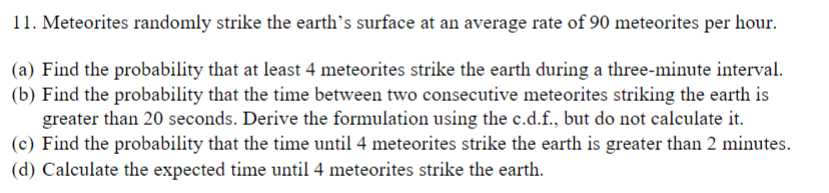 11. Meteorites randomly strike the earth’s surface at an average rate of 90 meteorites per hour.
(a) Find the probability that at least 4 meteorites strike the earth during a three-minute interval.
(b) Find the probability that the time between two consecutive meteorites striking the earth is
greater than 20 seconds. Derive the formulation using the c.d.f., but do not calculate it.
(c) Find the probability that the time until 4 meteorites strike the earth is greater than 2 minutes.
(d) Calculate the expected time until 4 meteorites strike the earth.